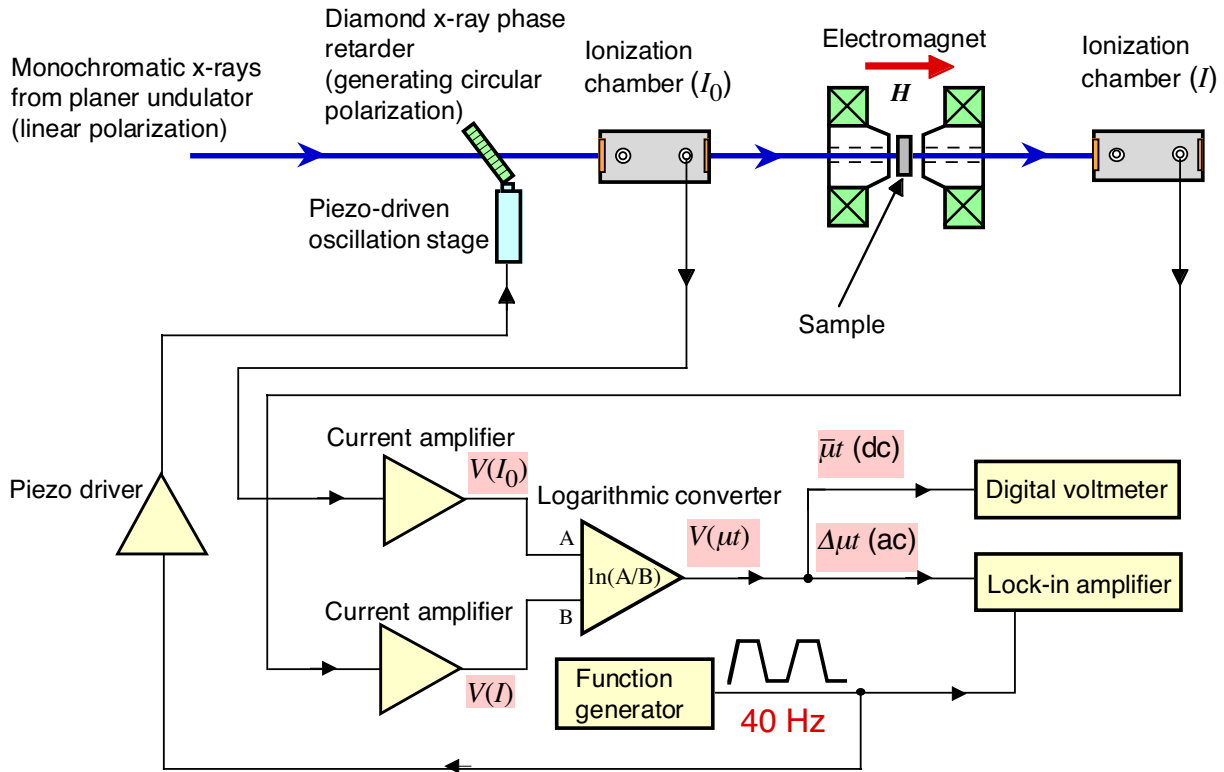 Diamond x-ray phase
retarder
(generating circular
polarization)
Monochromatic x-rays
from planer undulator
(linear polarization)
Ionization
chamber (I₀)
Electromagnet
H
Ionization
chamber (I)
Piezo-driven
oscillation stage
Sample
Piezo driver
Current amplifier
V(I₀)
Logarithmic converter
A
ln(A/B)
B
V(μt)
μ̄t (dc)
Digital voltmeter
Δμt (ac)
Lock-in amplifier
Current amplifier
V(I)
Function
generator
40 Hz